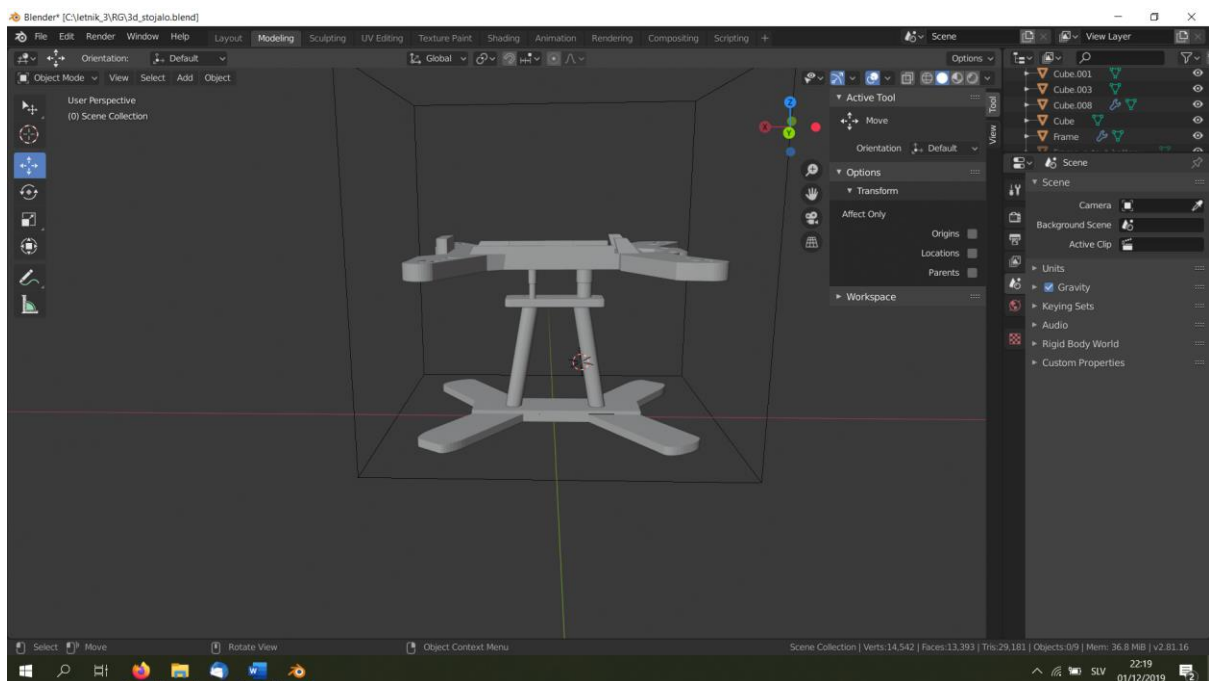 Blender* [C:\letnik_3\RG\3d_stojalo.blend]
File Edit Render Window Help Layout Modeling Sculpting UV Editing Texture Paint Shading Animation Rendering Compositing Scripting + Scene View Layer
Orientation: Default Global Options
Object Mode View Select Add Object
User Perspective
(0) Scene Collection
Z
X
Y
Active Tool
Move
Orientation Default
Options
Transform
Affect Only
Origins
Locations
Parents
Workspace
Tool
View
Cube.001
Cube.003
Cube.008
Cube
Frame
Scene
Scene
Camera
Background Scene
Active Clip
Units
Gravity
Keying Sets
Audio
Rigid Body World
Custom Properties
Select Move Rotate View Object Context Menu Scene Collection | Verts:14,542 | Faces:13,393 | Tris:29,181 | Objects:0/9 | Mem: 36.8 MiB | v2.81.16
SLV
22:19
01/12/2019
2